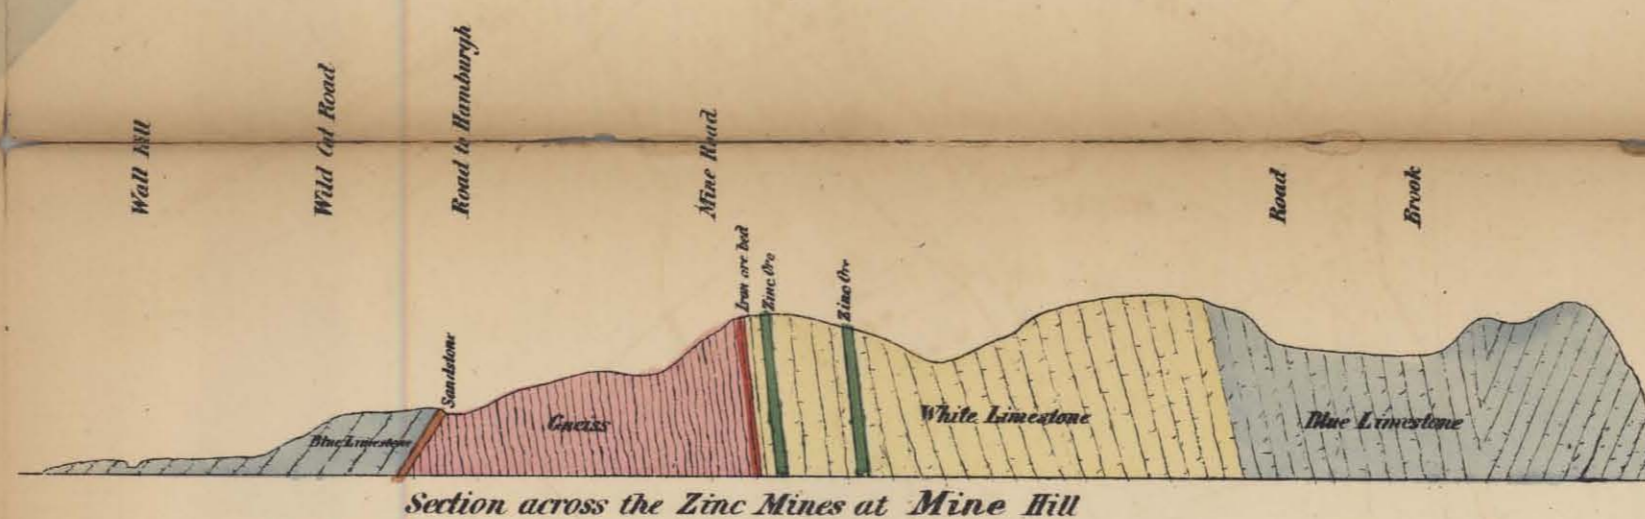 Wall Kill
Wild Cat Road
Road to Hamburgh
Mine Road
Road
Brook
Iron ore bed
Zinc Ore
Zinc Ore
Sandstone
Blue Limestone
Gneiss
White Limestone
Blue Limestone
Section across the Zinc Mines at Mine Hill